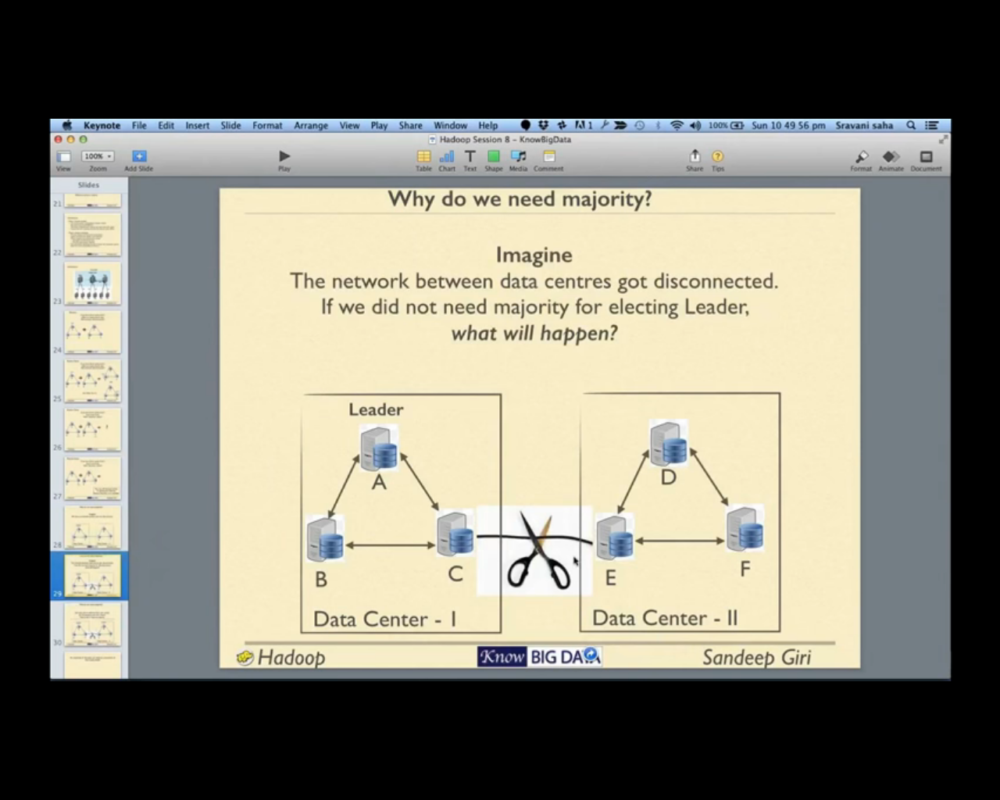 Keynote File Edit Insert Slide Format Arrange View Play Share Window Help 1 100% Sun 10 49 56 pm Sravani saha
Hadoop Session 8 – KnowBigData
100%
View Zoom Add Slide Play Table Chart Text Shape Media Comment Share Tips Format Animate Document
Slides
21
22
23
24
25
26
27
28
29
30
Why do we need majority?
Imagine
The network between data centres got disconnected.
If we did not need majority for electing Leader,
what will happen?
Leader
A
D
B
C
E
F
Data Center - I
Data Center - II
Hadoop
Know BIG DATA
Sandeep Giri